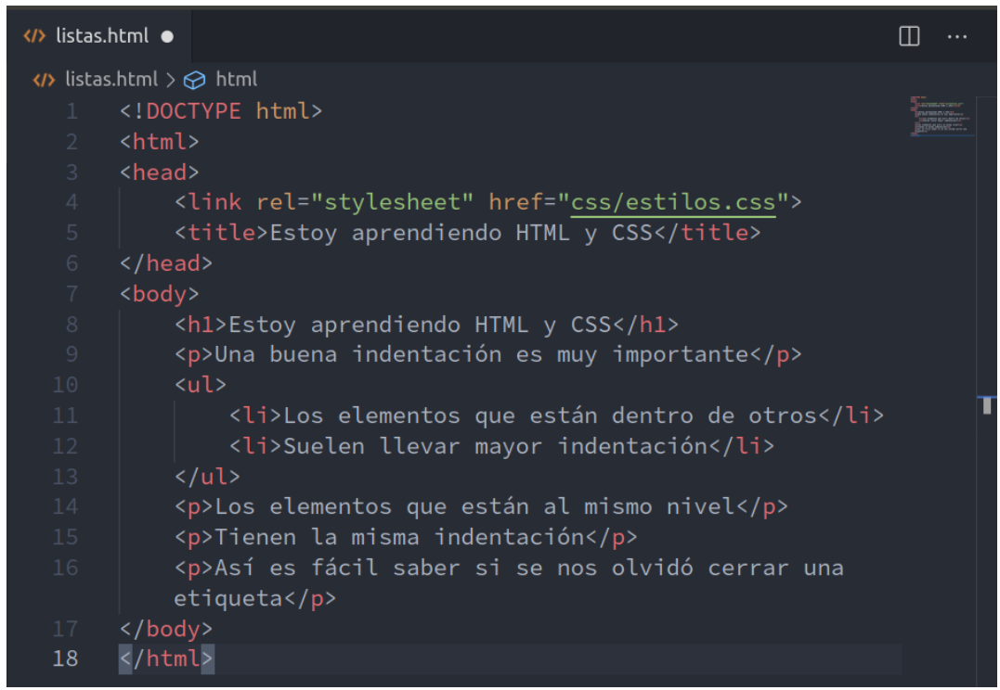 listas.html
listas.html > html
1 <!DOCTYPE html>
2 <html>
3 <head>
4     <link rel="stylesheet" href="css/estilos.css">
5     <title>Estoy aprendiendo HTML y CSS</title>
6 </head>
7 <body>
8     <h1>Estoy aprendiendo HTML y CSS</h1>
9     <p>Una buena indentación es muy importante</p>
10     <ul>
11         <li>Los elementos que están dentro de otros</li>
12         <li>Suelen llevar mayor indentación</li>
13     </ul>
14     <p>Los elementos que están al mismo nivel</p>
15     <p>Tienen la misma indentación</p>
16     <p>Así es fácil saber si se nos olvidó cerrar una
    etiqueta</p>
17 </body>
18 </html>